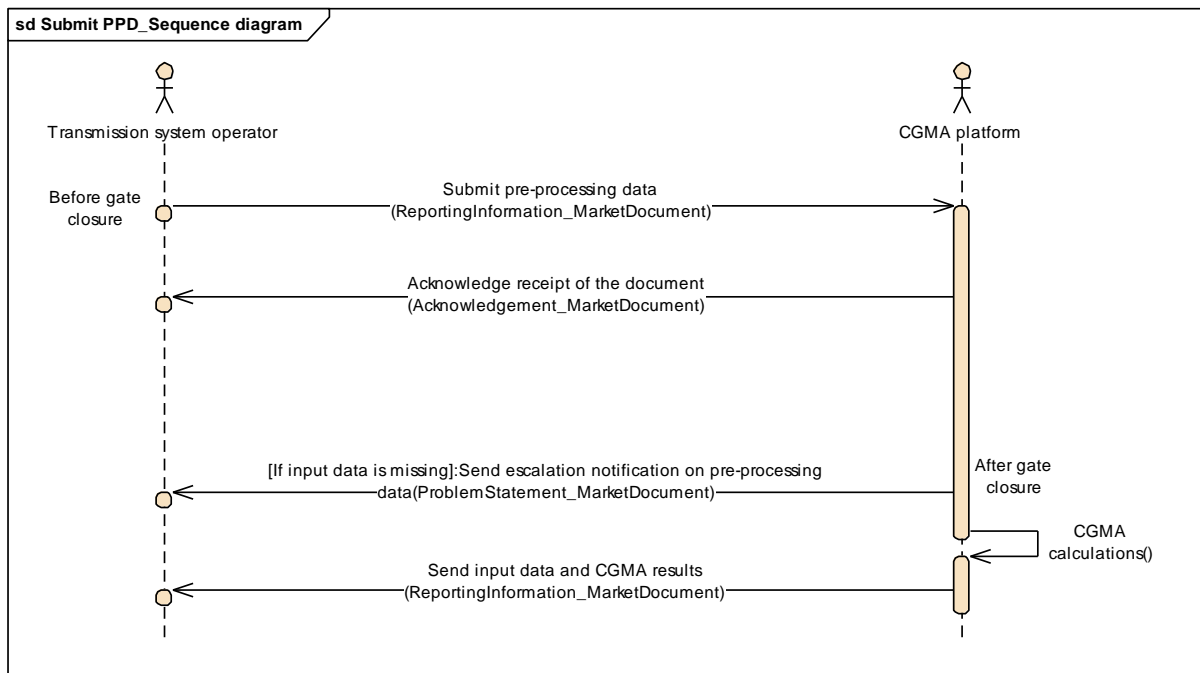 sd Submit PPD_Sequence diagram
Transmission system operator
CGMA platform
Before gate
closure
Submit pre-processing data
(ReportingInformation_MarketDocument)
Acknowledge receipt of the document
(Acknowledgement_MarketDocument)
[If input data is missing]:Send escalation notification on pre-processing
data(ProblemStatement_MarketDocument)
After gate
closure
CGMA
calculations()
Send input data and CGMA results
(ReportingInformation_MarketDocument)